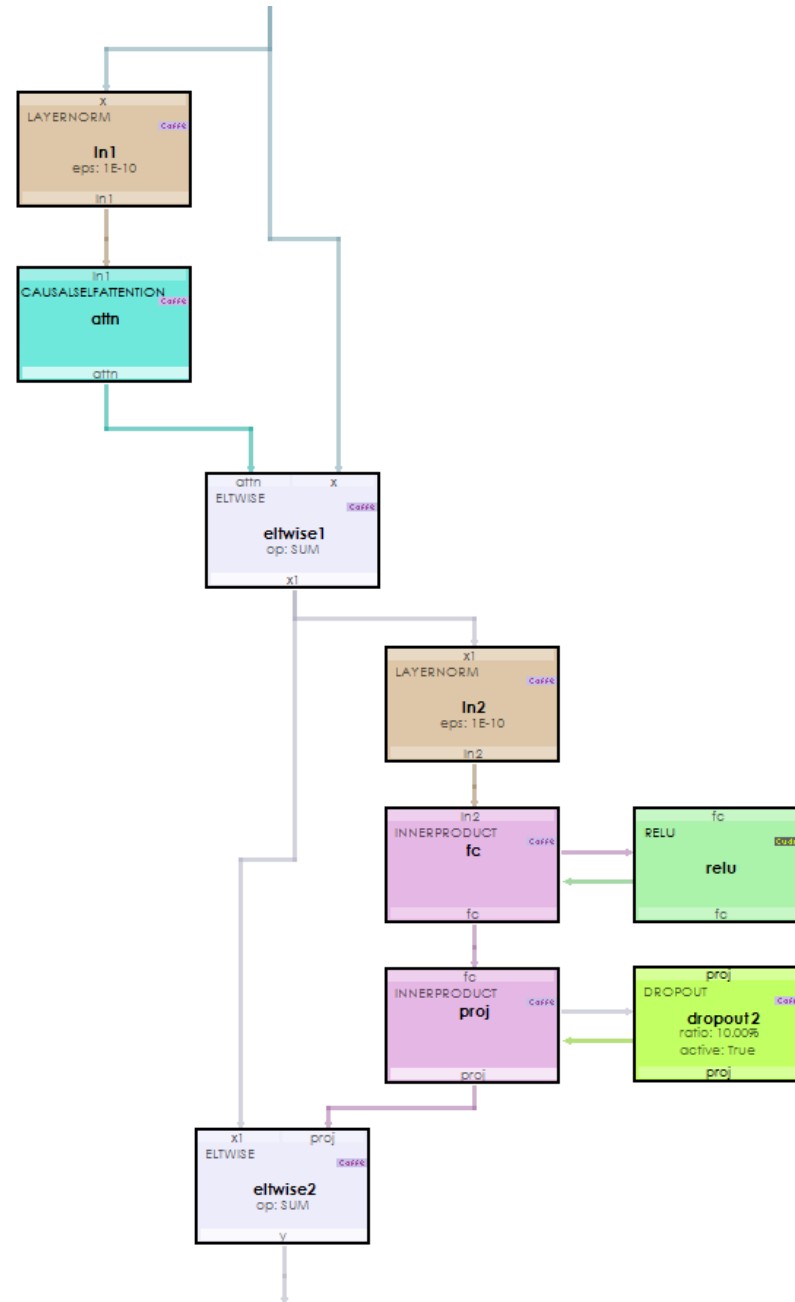 x
LAYERNORM
Caffe
ln1
eps: 1E-10
ln1
ln1
CAUSALSELFATTENTION
Caffe
attn
attn
attn x
ELTWISE
Caffe
eltwise1
op: SUM
x1
x1
LAYERNORM
Caffe
ln2
eps: 1E-10
ln2
ln2
INNERPRODUCT
Caffe
fc
fc
fc
RELU
relu
fc
fc
INNERPRODUCT
Caffe
proj
proj
proj
DROPOUT
dropout2
ratio: 10.00%
active: True
proj
x1 proj
ELTWISE
Caffe
eltwise2
op: SUM
y